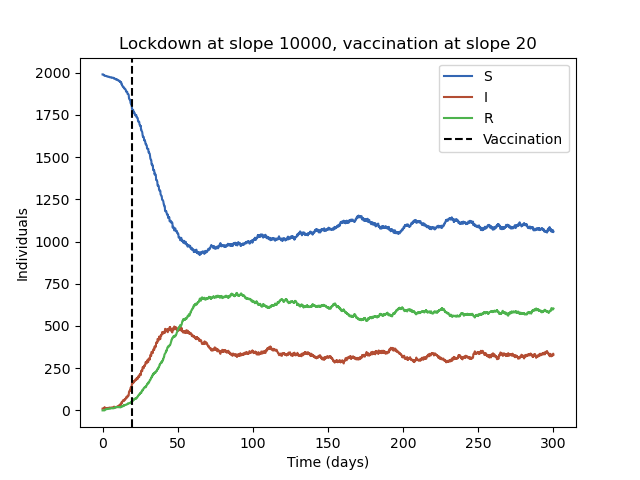 Lockdown at slope 10000, vaccination at slope 20
2000
1750
1500
1250
1000
750
500
250
0
Individuals
S
I
R
Vaccination
0 50 100 150 200 250 300
Time (days)